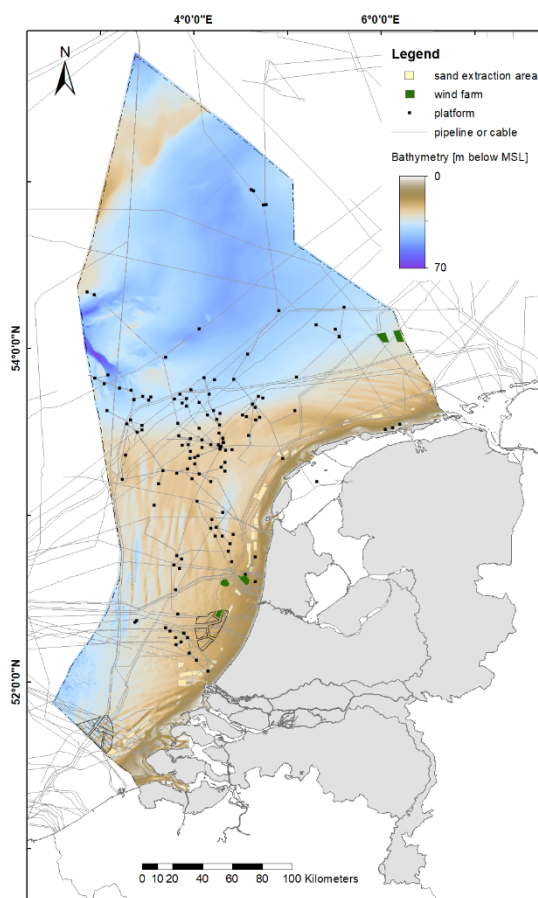 4°0'0"E
6°0'0"E
N
Legend
sand extraction area
wind farm
platform
pipeline or cable
Bathymetry [m below MSL]
0
70
54°0'0"N
52°0'0"N
0 10 20 40 60 80 100 Kilometers